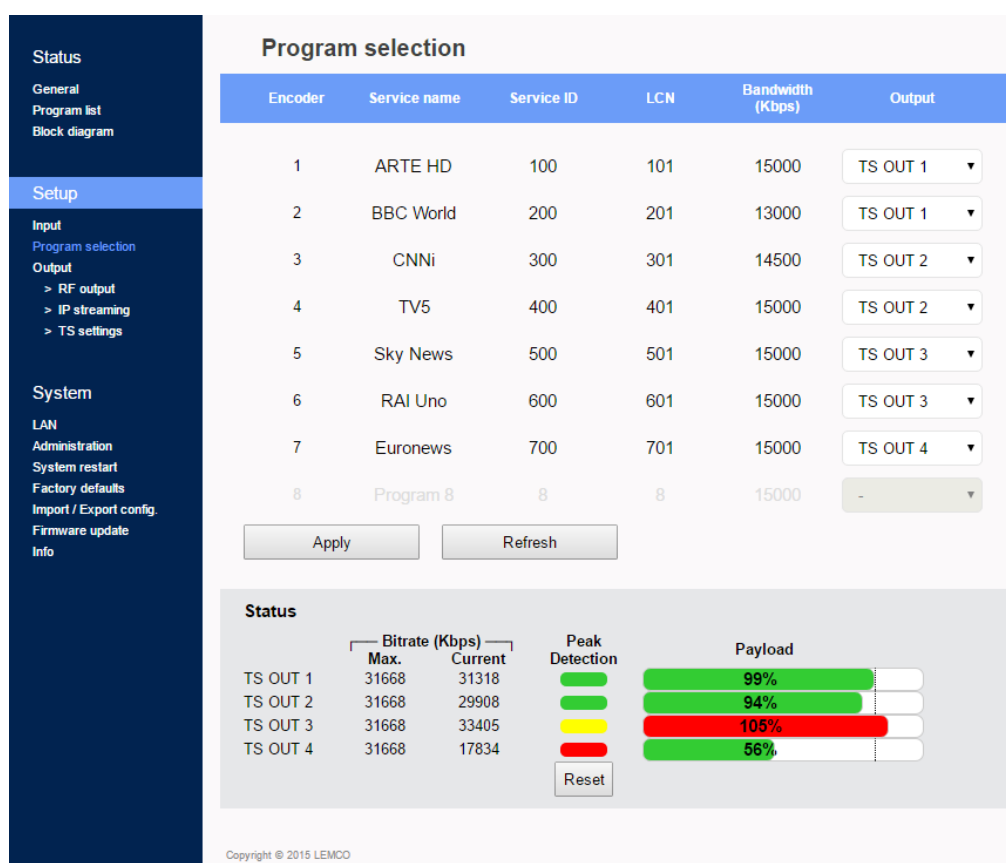 Status
General
Program list
Block diagram
Setup
Input
Program selection
Output
> RF output
> IP streaming
> TS settings
System
LAN
Administration
System restart
Factory defaults
Import / Export config.
Firmware update
Info
Program selection
Encoder Service name Service ID LCN Bandwidth (Kbps) Output
1 ARTE HD 100 101 15000 TS OUT 1
2 BBC World 200 201 13000 TS OUT 1
3 CNNi 300 301 14500 TS OUT 2
4 TV5 400 401 15000 TS OUT 2
5 Sky News 500 501 15000 TS OUT 3
6 RAI Uno 600 601 15000 TS OUT 3
7 Euronews 700 701 15000 TS OUT 4
8 Program 8 8 8 15000 -
Apply Refresh
Status
Bitrate (Kbps) Peak Detection Payload
Max. Current
TS OUT 1 31668 31318 99%
TS OUT 2 31668 29908 94%
TS OUT 3 31668 33405 105%
TS OUT 4 31668 17834 56%
Reset
Copyright © 2015 LEMCO